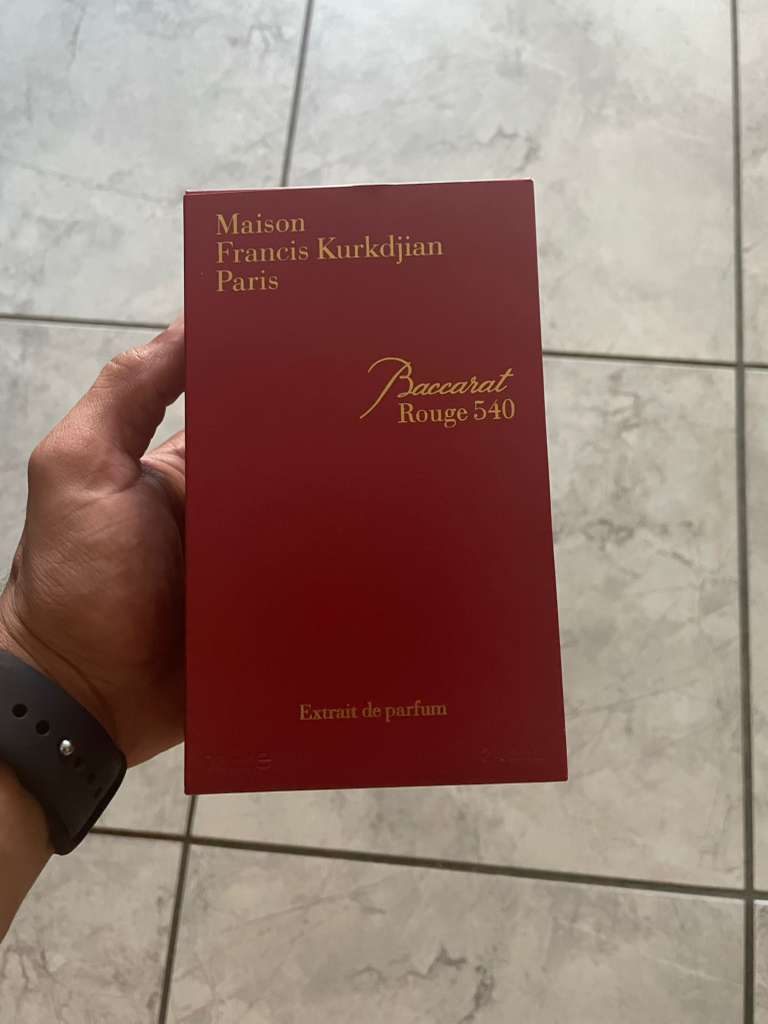 Maison
Francis Kurkdjian
Paris
Baccarat
Rouge 540
Extrait de parfum